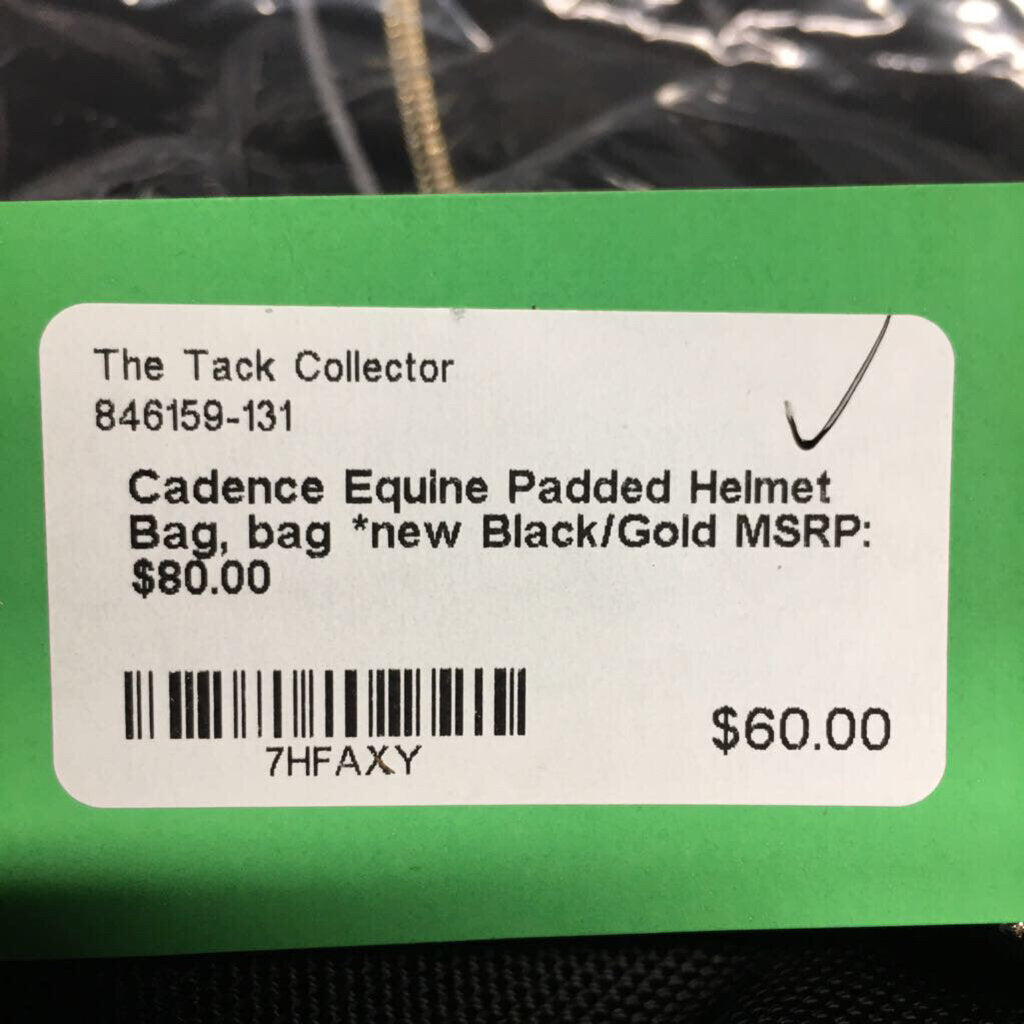 The Tack Collector
846159-131
Cadence Equine Padded Helmet
Bag, bag *new Black/Gold MSRP:
$80.00
7HFAXY
$60.00